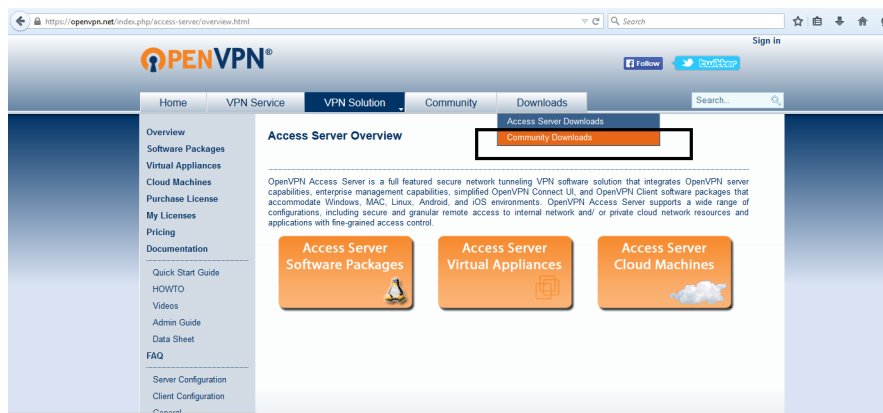 https://openvpn.net/index.php/access-server/overview.html
Search
Sign in
OPENVPN®
Follow
twitter
Home
VPN Service
VPN Solution
Community
Downloads
Search...
Access Server Downloads
Community Downloads
Overview
Software Packages
Virtual Appliances
Cloud Machines
Purchase License
My Licenses
Pricing
Documentation
Quick Start Guide
HOWTO
Videos
Admin Guide
Data Sheet
FAQ
Server Configuration
Client Configuration
General
Access Server Overview
OpenVPN Access Server is a full featured secure network tunneling VPN software solution that integrates OpenVPN server
capabilities, enterprise management capabilities, simplified OpenVPN Connect UI, and OpenVPN Client software packages that
accommodate Windows, MAC, Linux, Android, and iOS environments. OpenVPN Access Server supports a wide range of
configurations, including secure and granular remote access to internal network and/ or private cloud network resources and
applications with fine-grained access control.
Access Server
Software Packages
Access Server
Virtual Appliances
Access Server
Cloud Machines